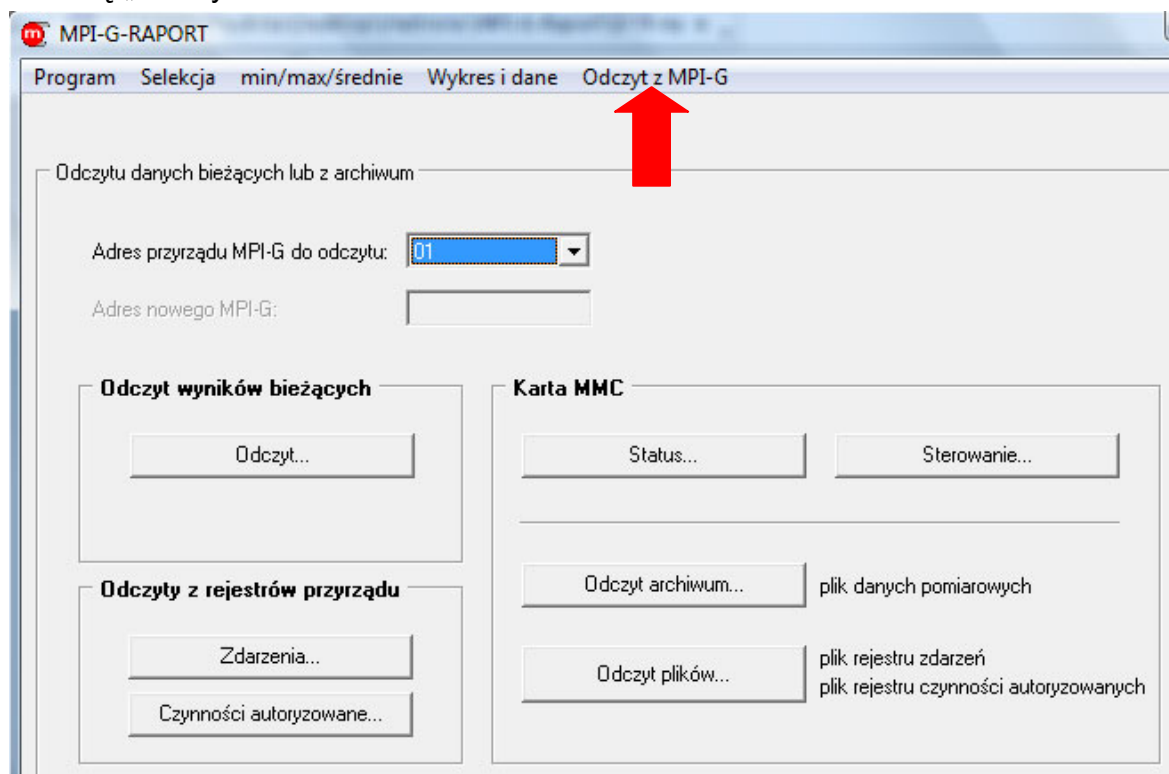 MPI-G-RAPORT
Program Selekcja min/max/średnie Wykres i dane Odczyt z MPI-G
Odczytu danych bieżących lub z archiwum
Adres przyrządu MPI-G do odczytu: 01
Adres nowego MPI-G:
Odczyt wyników bieżących
Odczyt...
Karta MMC
Status... Sterowanie...
Odczyty z rejestrów przyrządu
Zdarzenia...
Czynności autoryzowane...
Odczyt archiwum... plik danych pomiarowych
Odczyt plików... plik rejestru zdarzeń
plik rejestru czynności autoryzowanych